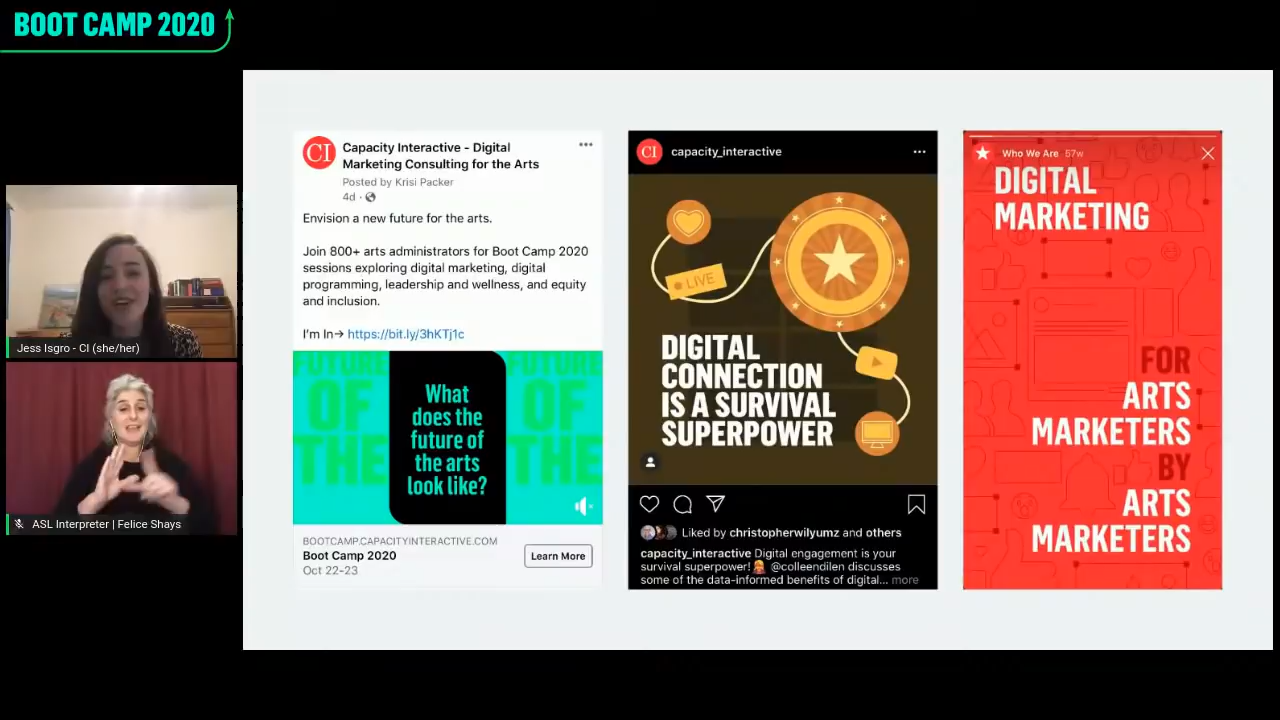 BOOT CAMP 2020
Jess Isgro - CI (she/her)
ASL Interpreter | Felice Shays
CI
Capacity Interactive - Digital
Marketing Consulting for the Arts
Posted by Krisi Packer
4d ·
Envision a new future for the arts.
Join 800+ arts administrators for Boot Camp 2020
sessions exploring digital marketing, digital
programming, leadership and wellness, and equity
and inclusion.
I'm In→ https://bit.ly/3hKTj1c
FUTURE
OF
THE
What
does the
future of
the arts
look like?
FUTURE
OF
THE
BOOTCAMP.CAPACITYINTERACTIVE.COM
Boot Camp 2020
Oct 22-23
Learn More
CI
capacity_interactive
LIVE
DIGITAL
CONNECTION
IS A SURVIVAL
SUPERPOWER
Liked by christopherwilyumz and others
capacity_interactive Digital engagement is your
survival superpower! @colleendilen discusses
some of the data-informed benefits of digital... more
Who We Are 57w
DIGITAL
MARKETING
FOR
ARTS
MARKETERS
BY
ARTS
MARKETERS